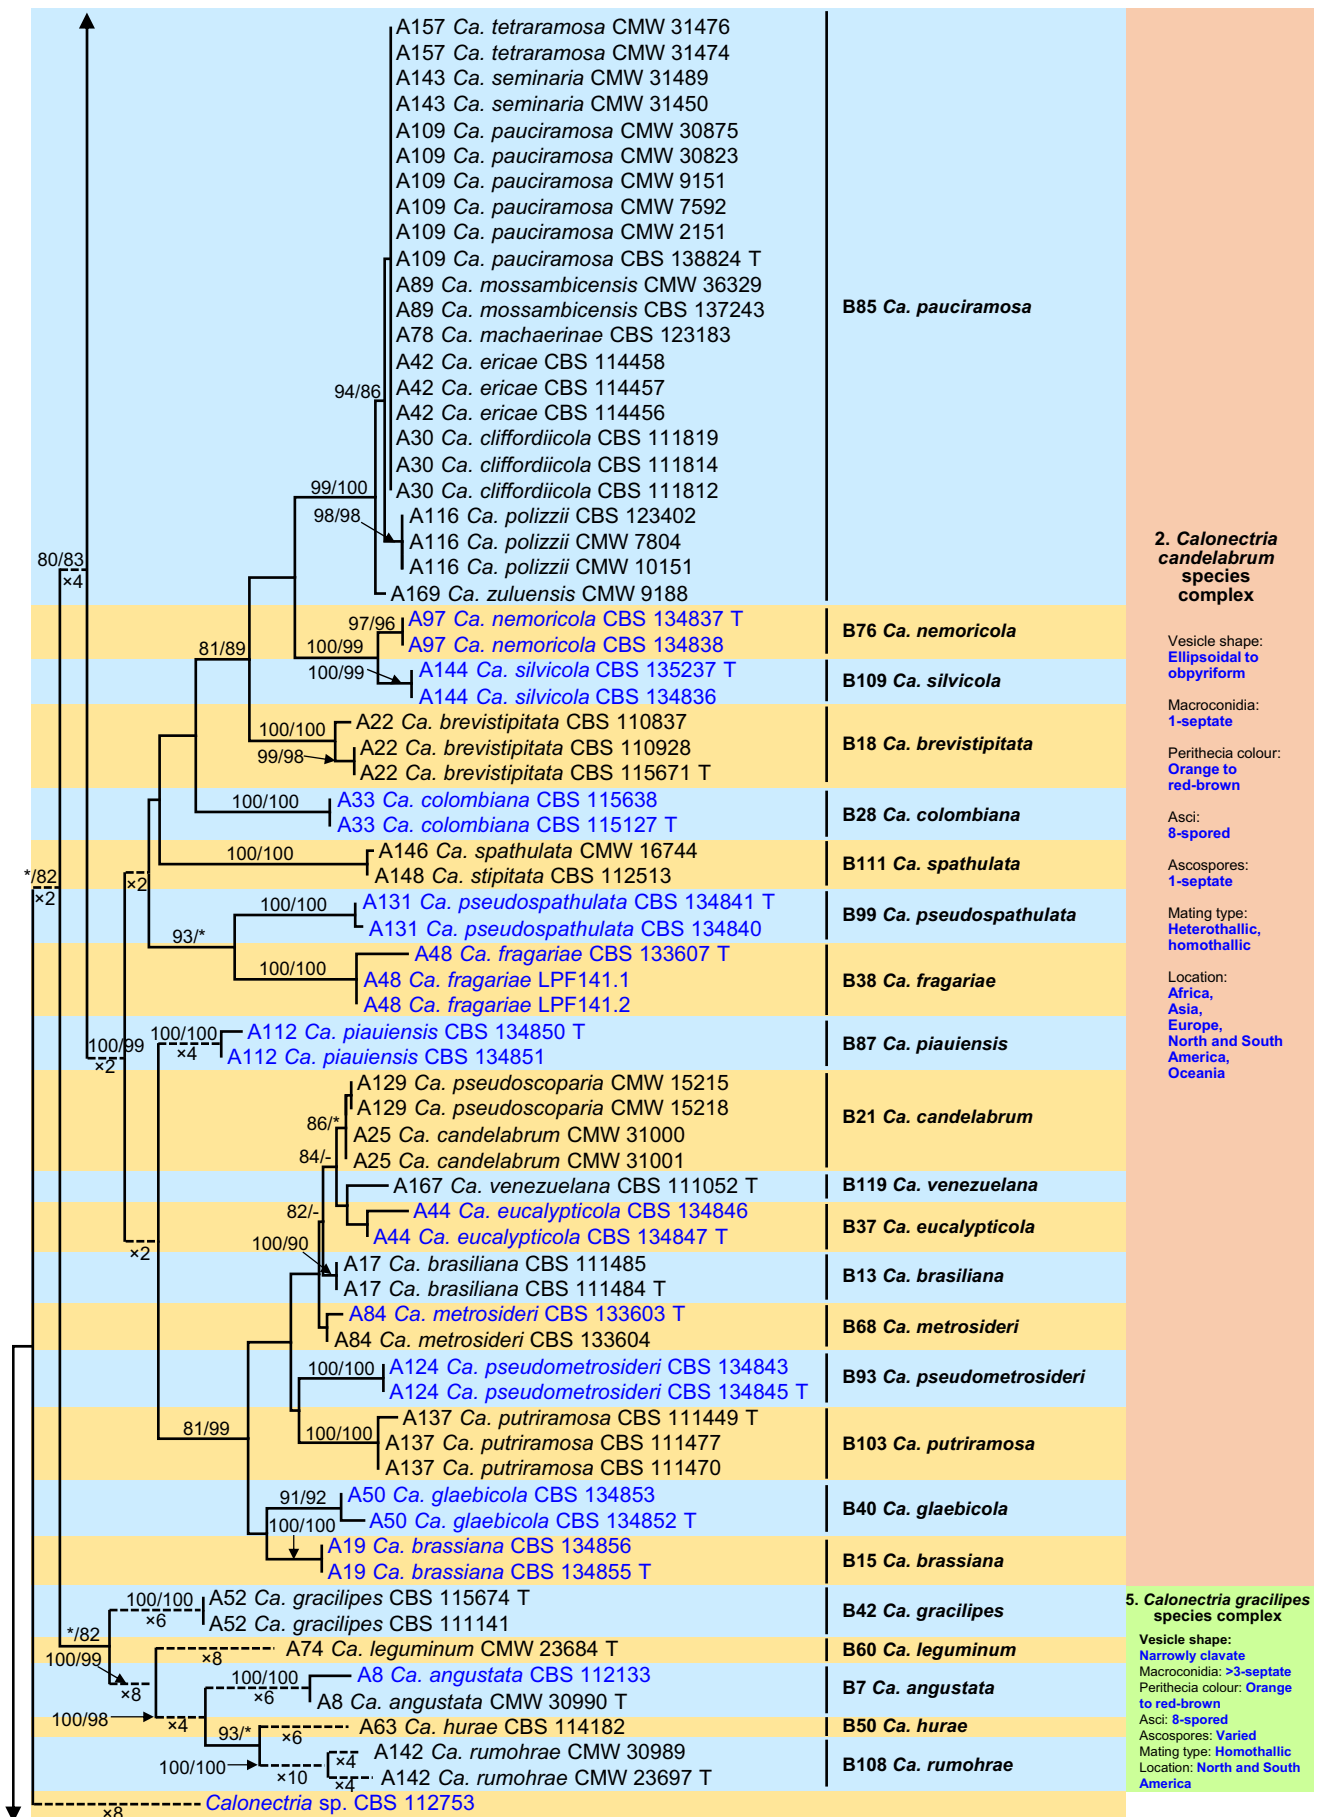 A157 Ca. tetraramosa CMW 31476
A157 Ca. tetraramosa CMW 31474
A143 Ca. seminaria CMW 31489
A143 Ca. seminaria CMW 31450
A109 Ca. pauciramosa CMW 30875
A109 Ca. pauciramosa CMW 30823
A109 Ca. pauciramosa CMW 9151
A109 Ca. pauciramosa CMW 7592
A109 Ca. pauciramosa CMW 2151
A109 Ca. pauciramosa CBS 138824 T
A89 Ca. mossambicensis CMW 36329
A89 Ca. mossambicensis CBS 137243
A78 Ca. machaerinae CBS 123183
A42 Ca. ericae CBS 114458
A42 Ca. ericae CBS 114457
A42 Ca. ericae CBS 114456
A30 Ca. cliffordiicola CBS 111819
A30 Ca. cliffordiicola CBS 111814
A30 Ca. cliffordiicola CBS 111812
A116 Ca. polizzii CBS 123402
A116 Ca. polizzii CMW 7804
A116 Ca. polizzii CMW 10151
A169 Ca. zuluensis CMW 9188
B85 Ca. pauciramosa
94/86
99/100
98/98
80/83
×4
A97 Ca. nemoricola CBS 134837 T
A97 Ca. nemoricola CBS 134838
B76 Ca. nemoricola
97/96
81/89
100/99
A144 Ca. silvicola CBS 135237 T
A144 Ca. silvicola CBS 134836
B109 Ca. silvicola
100/99
A22 Ca. brevistipitata CBS 110837
A22 Ca. brevistipitata CBS 110928
A22 Ca. brevistipitata CBS 115671 T
B18 Ca. brevistipitata
100/100
99/98
A33 Ca. colombiana CBS 115638
A33 Ca. colombiana CBS 115127 T
B28 Ca. colombiana
100/100
A146 Ca. spathulata CMW 16744
A148 Ca. stipitata CBS 112513
B111 Ca. spathulata
100/100
*/82
×2
×2
A131 Ca. pseudospathulata CBS 134841 T
A131 Ca. pseudospathulata CBS 134840
B99 Ca. pseudospathulata
100/100
93/*
A48 Ca. fragariae CBS 133607 T
A48 Ca. fragariae LPF141.1
A48 Ca. fragariae LPF141.2
B38 Ca. fragariae
100/100
A112 Ca. piauiensis CBS 134850 T
A112 Ca. piauiensis CBS 134851
B87 Ca. piauiensis
100/100
×4
100/99
×2
A129 Ca. pseudoscoparia CMW 15215
A129 Ca. pseudoscoparia CMW 15218
A25 Ca. candelabrum CMW 31000
A25 Ca. candelabrum CMW 31001
B21 Ca. candelabrum
86/*
84/-
A167 Ca. venezuelana CBS 111052 T
B119 Ca. venezuelana
A44 Ca. eucalypticola CBS 134846
A44 Ca. eucalypticola CBS 134847 T
B37 Ca. eucalypticola
82/-
×2
100/90
A17 Ca. brasiliana CBS 111485
A17 Ca. brasiliana CBS 111484 T
B13 Ca. brasiliana
A84 Ca. metrosideri CBS 133603 T
A84 Ca. metrosideri CBS 133604
B68 Ca. metrosideri
A124 Ca. pseudometrosideri CBS 134843
A124 Ca. pseudometrosideri CBS 134845 T
B93 Ca. pseudometrosideri
100/100
A137 Ca. putriramosa CBS 111449 T
A137 Ca. putriramosa CBS 111477
A137 Ca. putriramosa CBS 111470
B103 Ca. putriramosa
81/99
100/100
A50 Ca. glaebicola CBS 134853
A50 Ca. glaebicola CBS 134852 T
B40 Ca. glaebicola
91/92
100/100
A19 Ca. brassiana CBS 134856
A19 Ca. brassiana CBS 134855 T
B15 Ca. brassiana
A52 Ca. gracilipes CBS 115674 T
A52 Ca. gracilipes CBS 111141
B42 Ca. gracilipes
100/100
×6
*/82
A74 Ca. leguminum CMW 23684 T
B60 Ca. leguminum
×8
100/99
×8
A8 Ca. angustata CBS 112133
A8 Ca. angustata CMW 30990 T
B7 Ca. angustata
100/100
×6
100/98
×4
A63 Ca. hurae CBS 114182
B50 Ca. hurae
93/*
×6
A142 Ca. rumohrae CMW 30989
A142 Ca. rumohrae CMW 23697 T
B108 Ca. rumohrae
100/100
×10
×4
×4
Calonectria sp. CBS 112753
×8
2. Calonectria
candelabrum
species
complex
Vesicle shape:
Ellipsoidal to
obpyriform
Macroconidia:
1-septate
Perithecia colour:
Orange to
red-brown
Asci:
8-spored
Ascospores:
1-septate
Mating type:
Heterothallic,
homothallic
Location:
Africa,
Asia,
Europe,
North and South
America,
Oceania
5. Calonectria gracilipes
species complex
Vesicle shape:
Narrowly clavate
Macroconidia: >3-septate
Perithecia colour: Orange
to red-brown
Asci: 8-spored
Ascospores: Varied
Mating type: Homothallic
Location: North and South
America